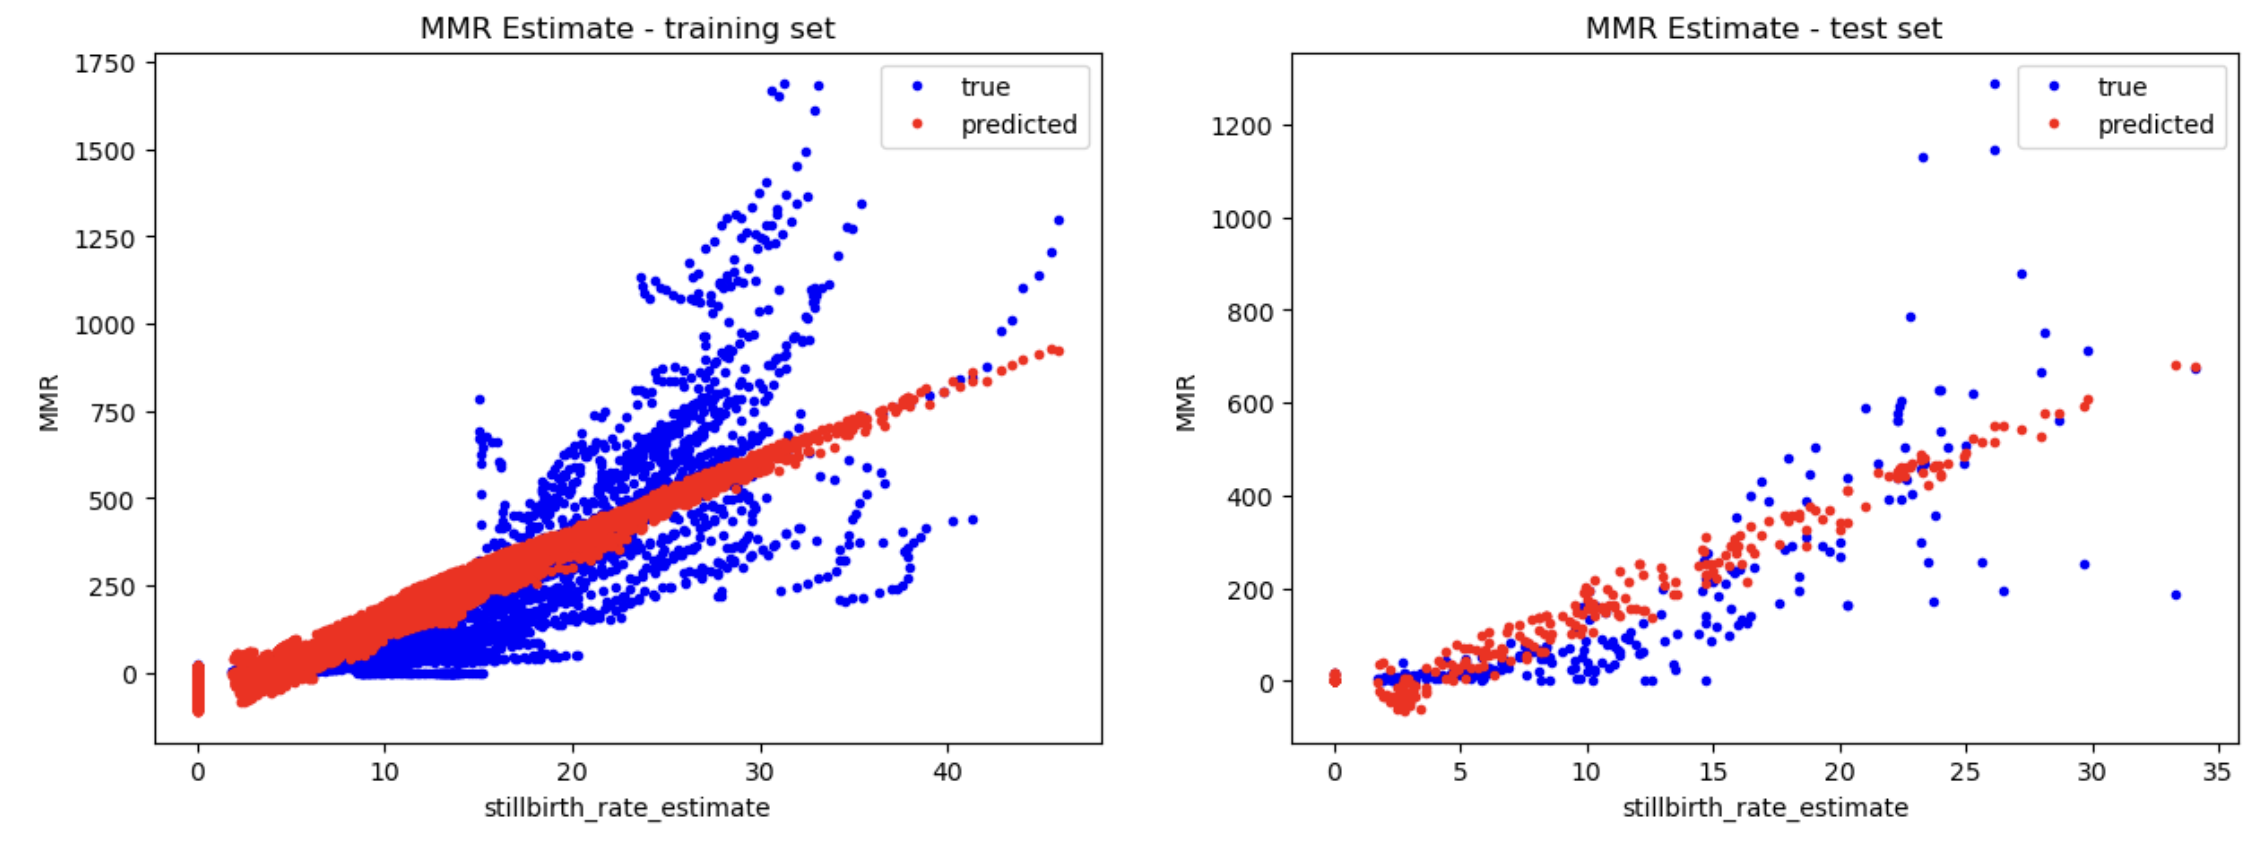 MMR Estimate - training set
true
predicted
1750
1500
1250
1000
750
500
250
0
MMR
0 10 20 30 40
stillbirth_rate_estimate
MMR Estimate - test set
true
predicted
1200
1000
800
600
400
200
0
MMR
0 5 10 15 20 25 30 35
stillbirth_rate_estimate